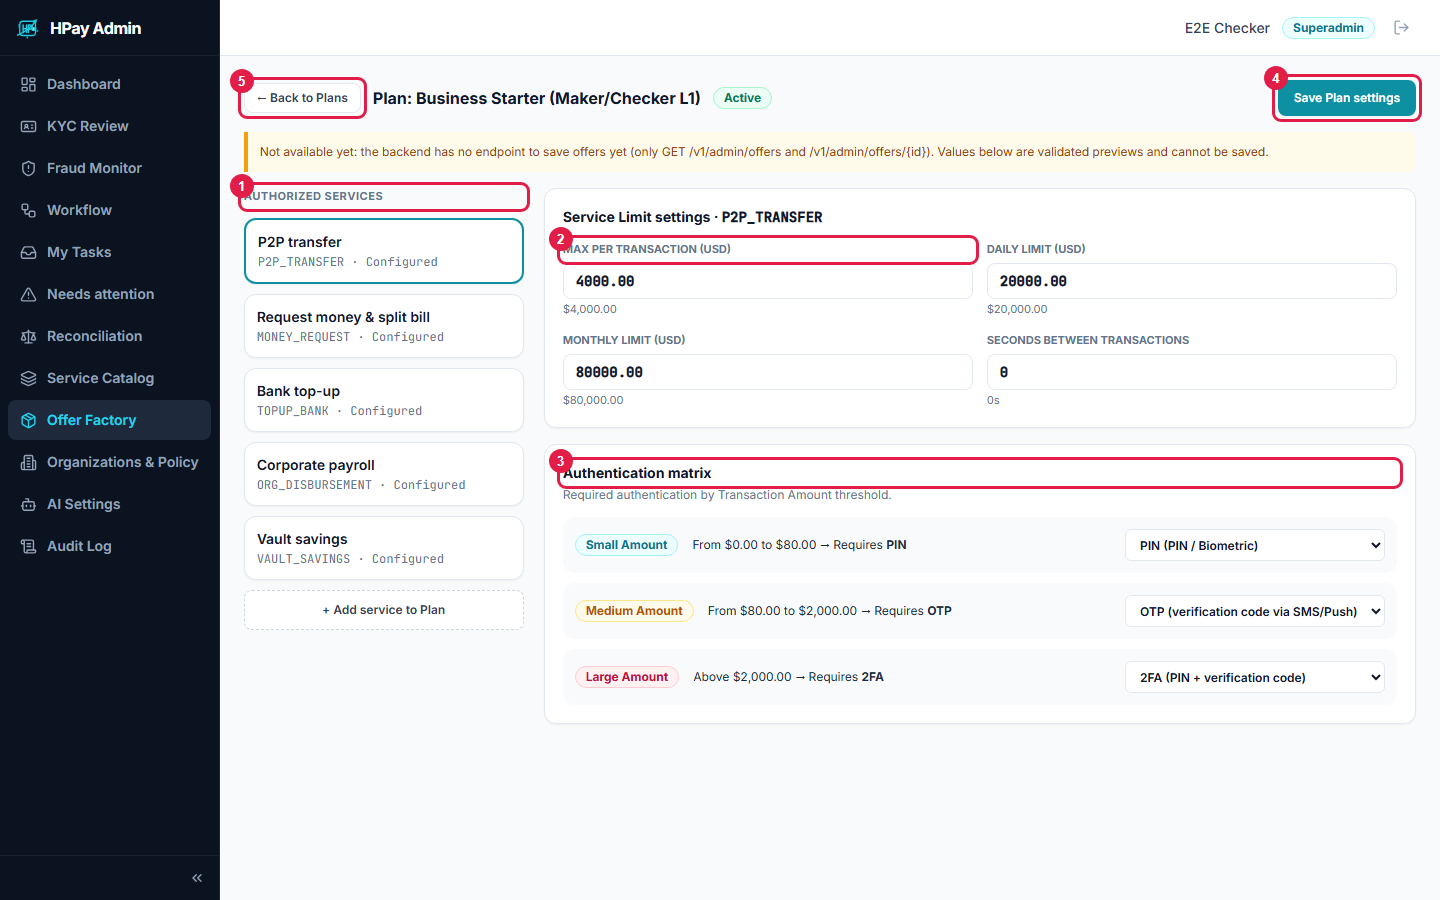 HPay Admin
Dashboard
KYC Review
Fraud Monitor
Workflow
My Tasks
Needs attention
Reconciliation
Service Catalog
Offer Factory
Organizations & Policy
AI Settings
Audit Log
«
E2E Checker
Superadmin
5
← Back to Plans
Plan: Business Starter (Maker/Checker L1)
Active
4
Save Plan settings
Not available yet: the backend has no endpoint to save offers yet (only GET /v1/admin/offers and /v1/admin/offers/{id}). Values below are validated previews and cannot be saved.
1
AUTHORIZED SERVICES
P2P transfer
P2P_TRANSFER · Configured
Request money & split bill
MONEY_REQUEST · Configured
Bank top-up
TOPUP_BANK · Configured
Corporate payroll
ORG_DISBURSEMENT · Configured
Vault savings
VAULT_SAVINGS · Configured
+ Add service to Plan
Service Limit settings · P2P_TRANSFER
2
MAX PER TRANSACTION (USD)
4000.00
$4,000.00
DAILY LIMIT (USD)
20000.00
$20,000.00
MONTHLY LIMIT (USD)
80000.00
$80,000.00
SECONDS BETWEEN TRANSACTIONS
0
0s
3
Authentication matrix
Required authentication by Transaction Amount threshold.
Small Amount
From $0.00 to $80.00 → Requires PIN
PIN (PIN / Biometric)
Medium Amount
From $80.00 to $2,000.00 → Requires OTP
OTP (verification code via SMS/Push)
Large Amount
Above $2,000.00 → Requires 2FA
2FA (PIN + verification code)